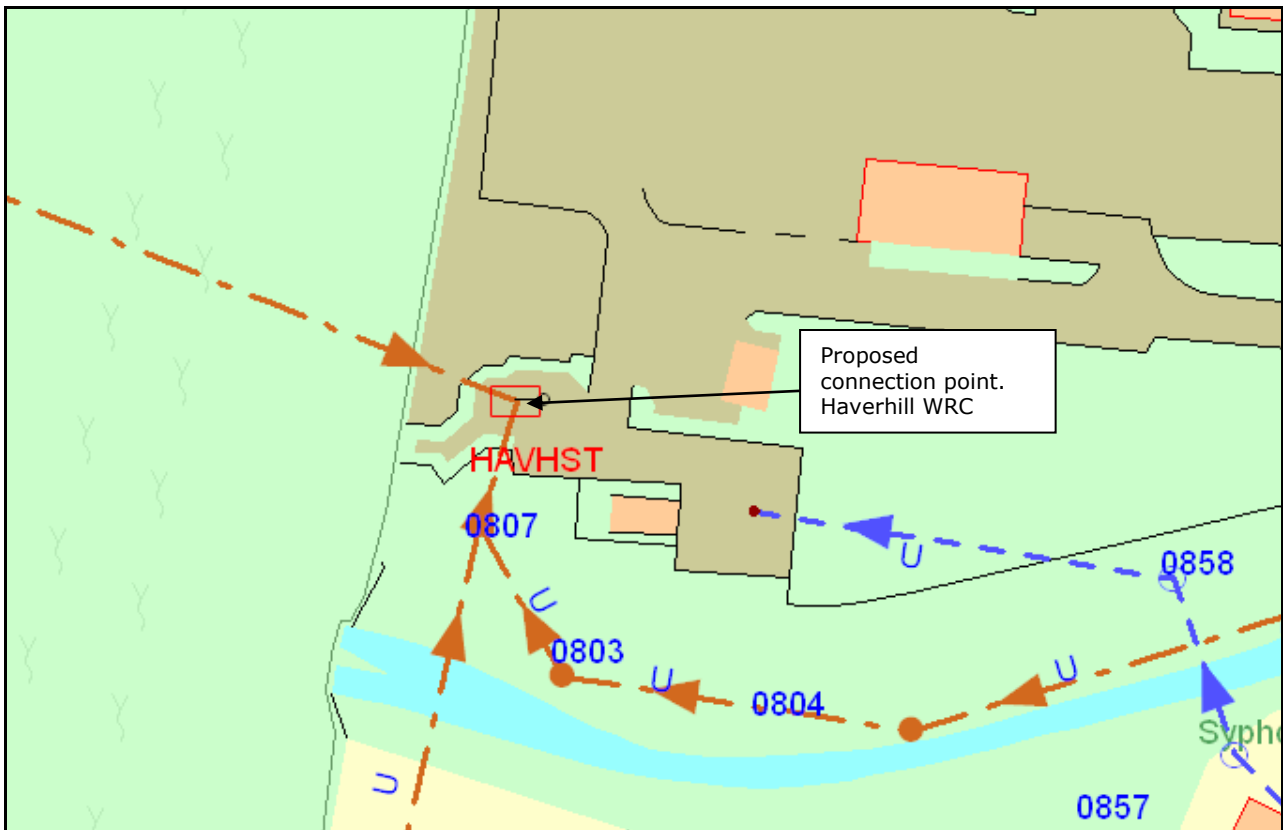 Proposed
connection point.
Haverhill WRC
HAVHST
0807
U
0858
U
0803
U
U
0804
U
0857